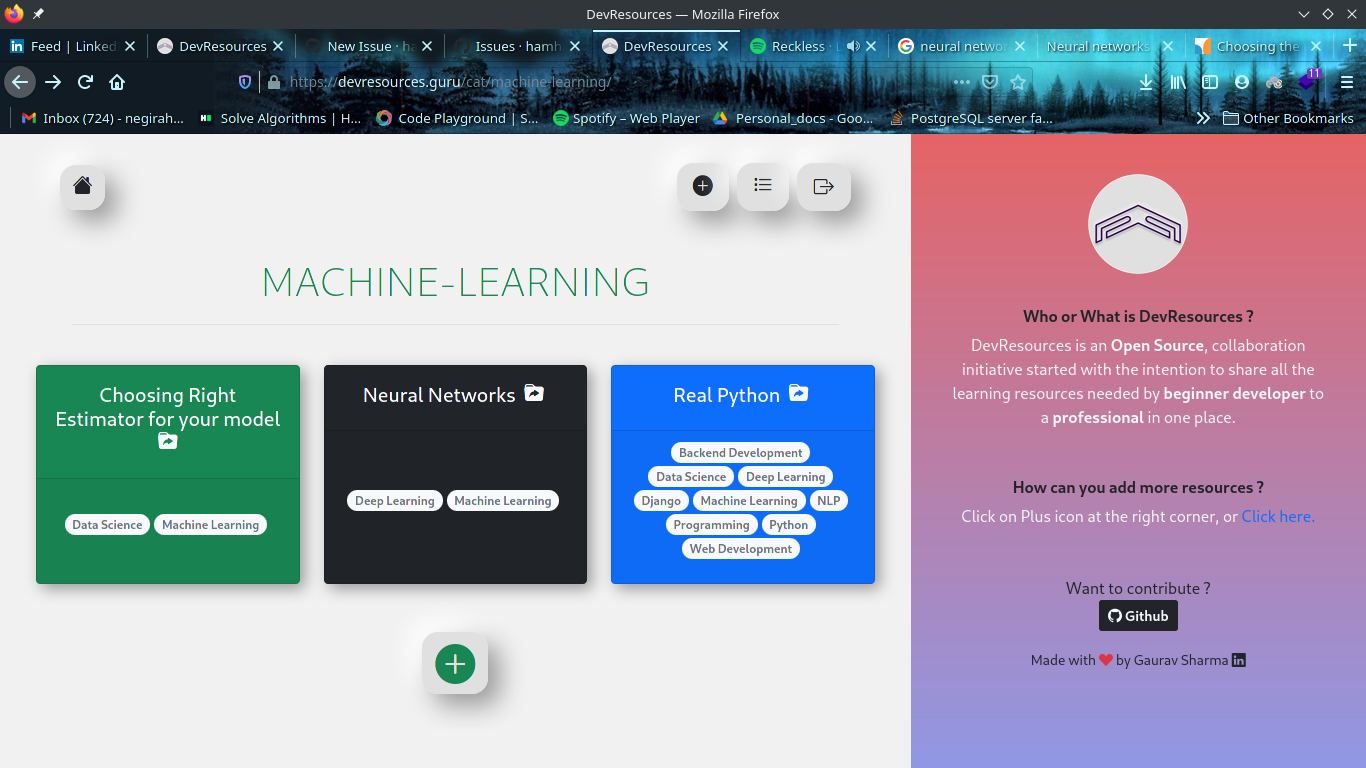 DevResources — Mozilla Firefox
Feed | Linked
DevResources
New Issue · ha
Issues · hamb
DevResources
Reckless · L
neural networ
Neural networks
Choosing the
https://devresources.guru/cat/machine-learning/
11
Inbox (724) - negirah...
Solve Algorithms | H...
Code Playground | S...
Spotify – Web Player
Personal_docs - Goo...
PostgreSQL server fa...
Other Bookmarks
MACHINE-LEARNING
Choosing Right
Estimator for your model
Data Science Machine Learning
Neural Networks
Deep Learning Machine Learning
Real Python
Backend Development
Data Science Deep Learning
Django Machine Learning NLP
Programming Python
Web Development
Who or What is DevResources ?
DevResources is an Open Source, collaboration
initiative started with the intention to share all the
learning resources needed by beginner developer to
a professional in one place.
How can you add more resources ?
Click on Plus icon at the right corner, or Click here.
Want to contribute ?
Github
Made with ❤ by Gaurav Sharma